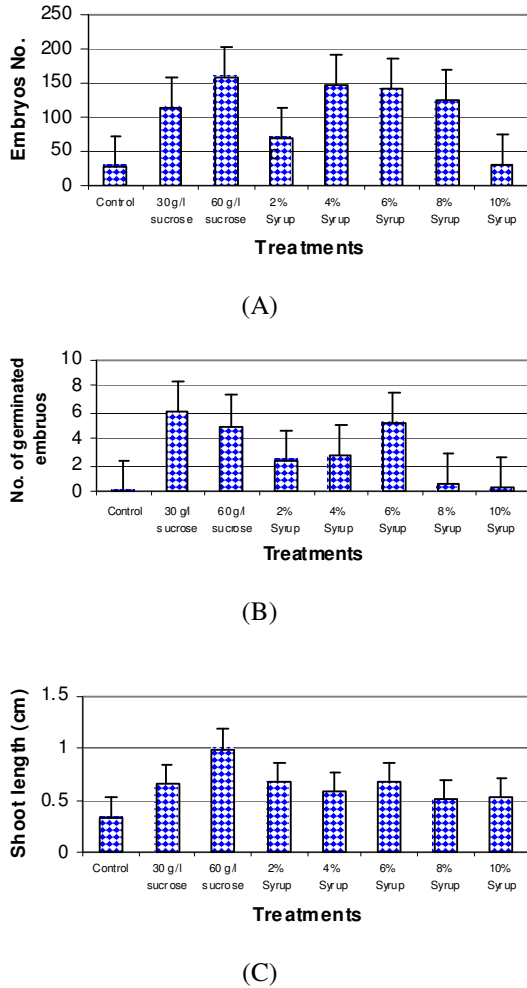 250
200
150
100
50
0
Embryos No.
c
Control 30 g/l 60 g/l 2% 4% 6% 8% 10%
sucrose sucrose Syrup Syrup Syrup Syrup Syrup
Treatments
(A)
10
8
6
4
2
0
No. of germinated
embruos
Control 30 g/l 60 g/l 2% 4% 6% 8% 10%
sucrose sucrose Syrup Syrup Syrup Syrup Syrup
Treatments
(B)
1.5
1
0.5
0
Shoot length (cm)
Control 30 g/l 60 g/l 2% 4% 6% 8% 10%
sucrose sucrose Syrup Syrup Syrup Syrup Syrup
Treatments
(C)